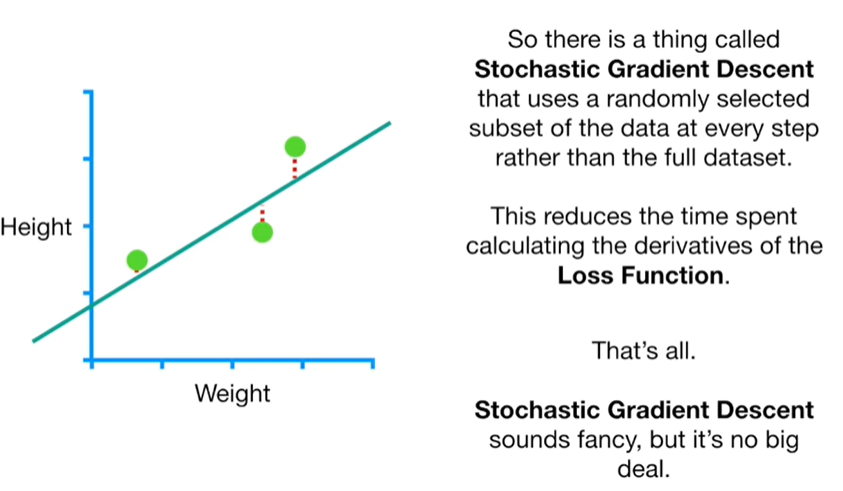 So there is a thing called
Stochastic Gradient Descent
that uses a randomly selected
subset of the data at every step
rather than the full dataset.
This reduces the time spent
calculating the derivatives of the
Loss Function.
That's all.
Stochastic Gradient Descent
sounds fancy, but it's no big
deal.
Height
Weight